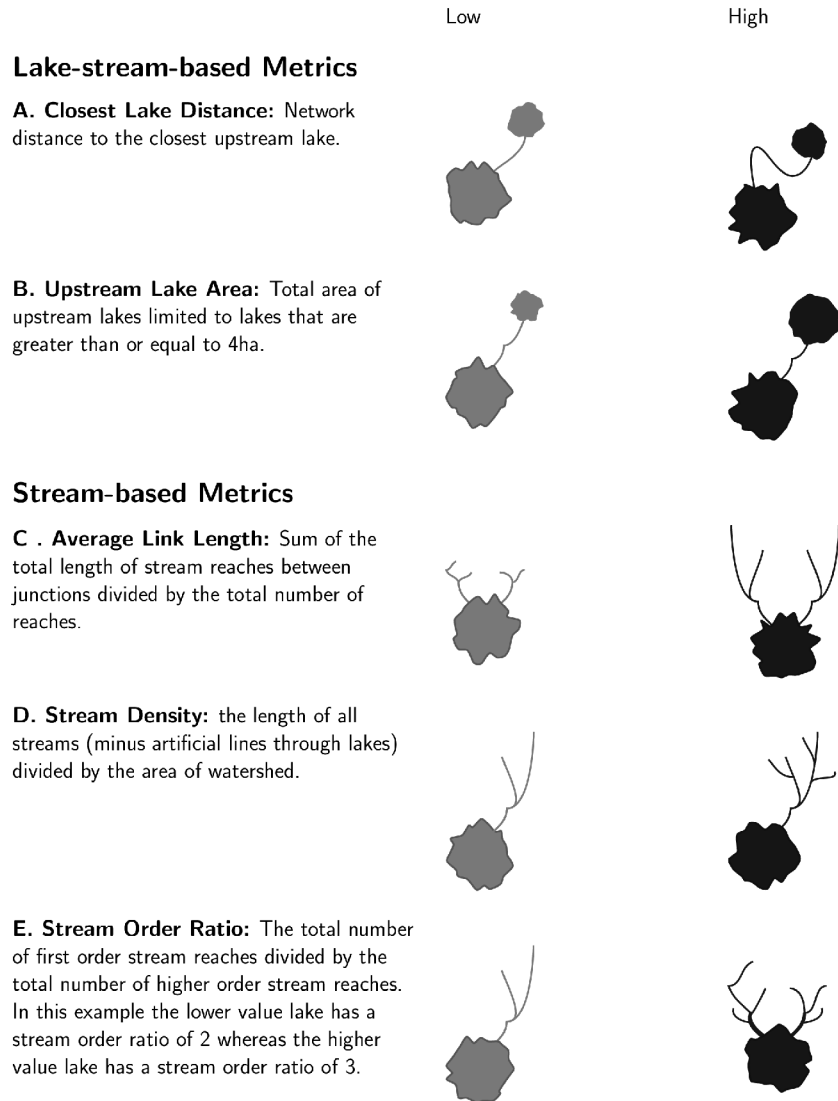 Low High
Lake-stream-based Metrics
A. Closest Lake Distance: Network
distance to the closest upstream lake.
B. Upstream Lake Area: Total area of
upstream lakes limited to lakes that are
greater than or equal to 4ha.
Stream-based Metrics
C . Average Link Length: Sum of the
total length of stream reaches between
junctions divided by the total number of
reaches.
D. Stream Density: the length of all
streams (minus artificial lines through lakes)
divided by the area of watershed.
E. Stream Order Ratio: The total number
of first order stream reaches divided by the
total number of higher order stream reaches.
In this example the lower value lake has a
stream order ratio of 2 whereas the higher
value lake has a stream order ratio of 3.